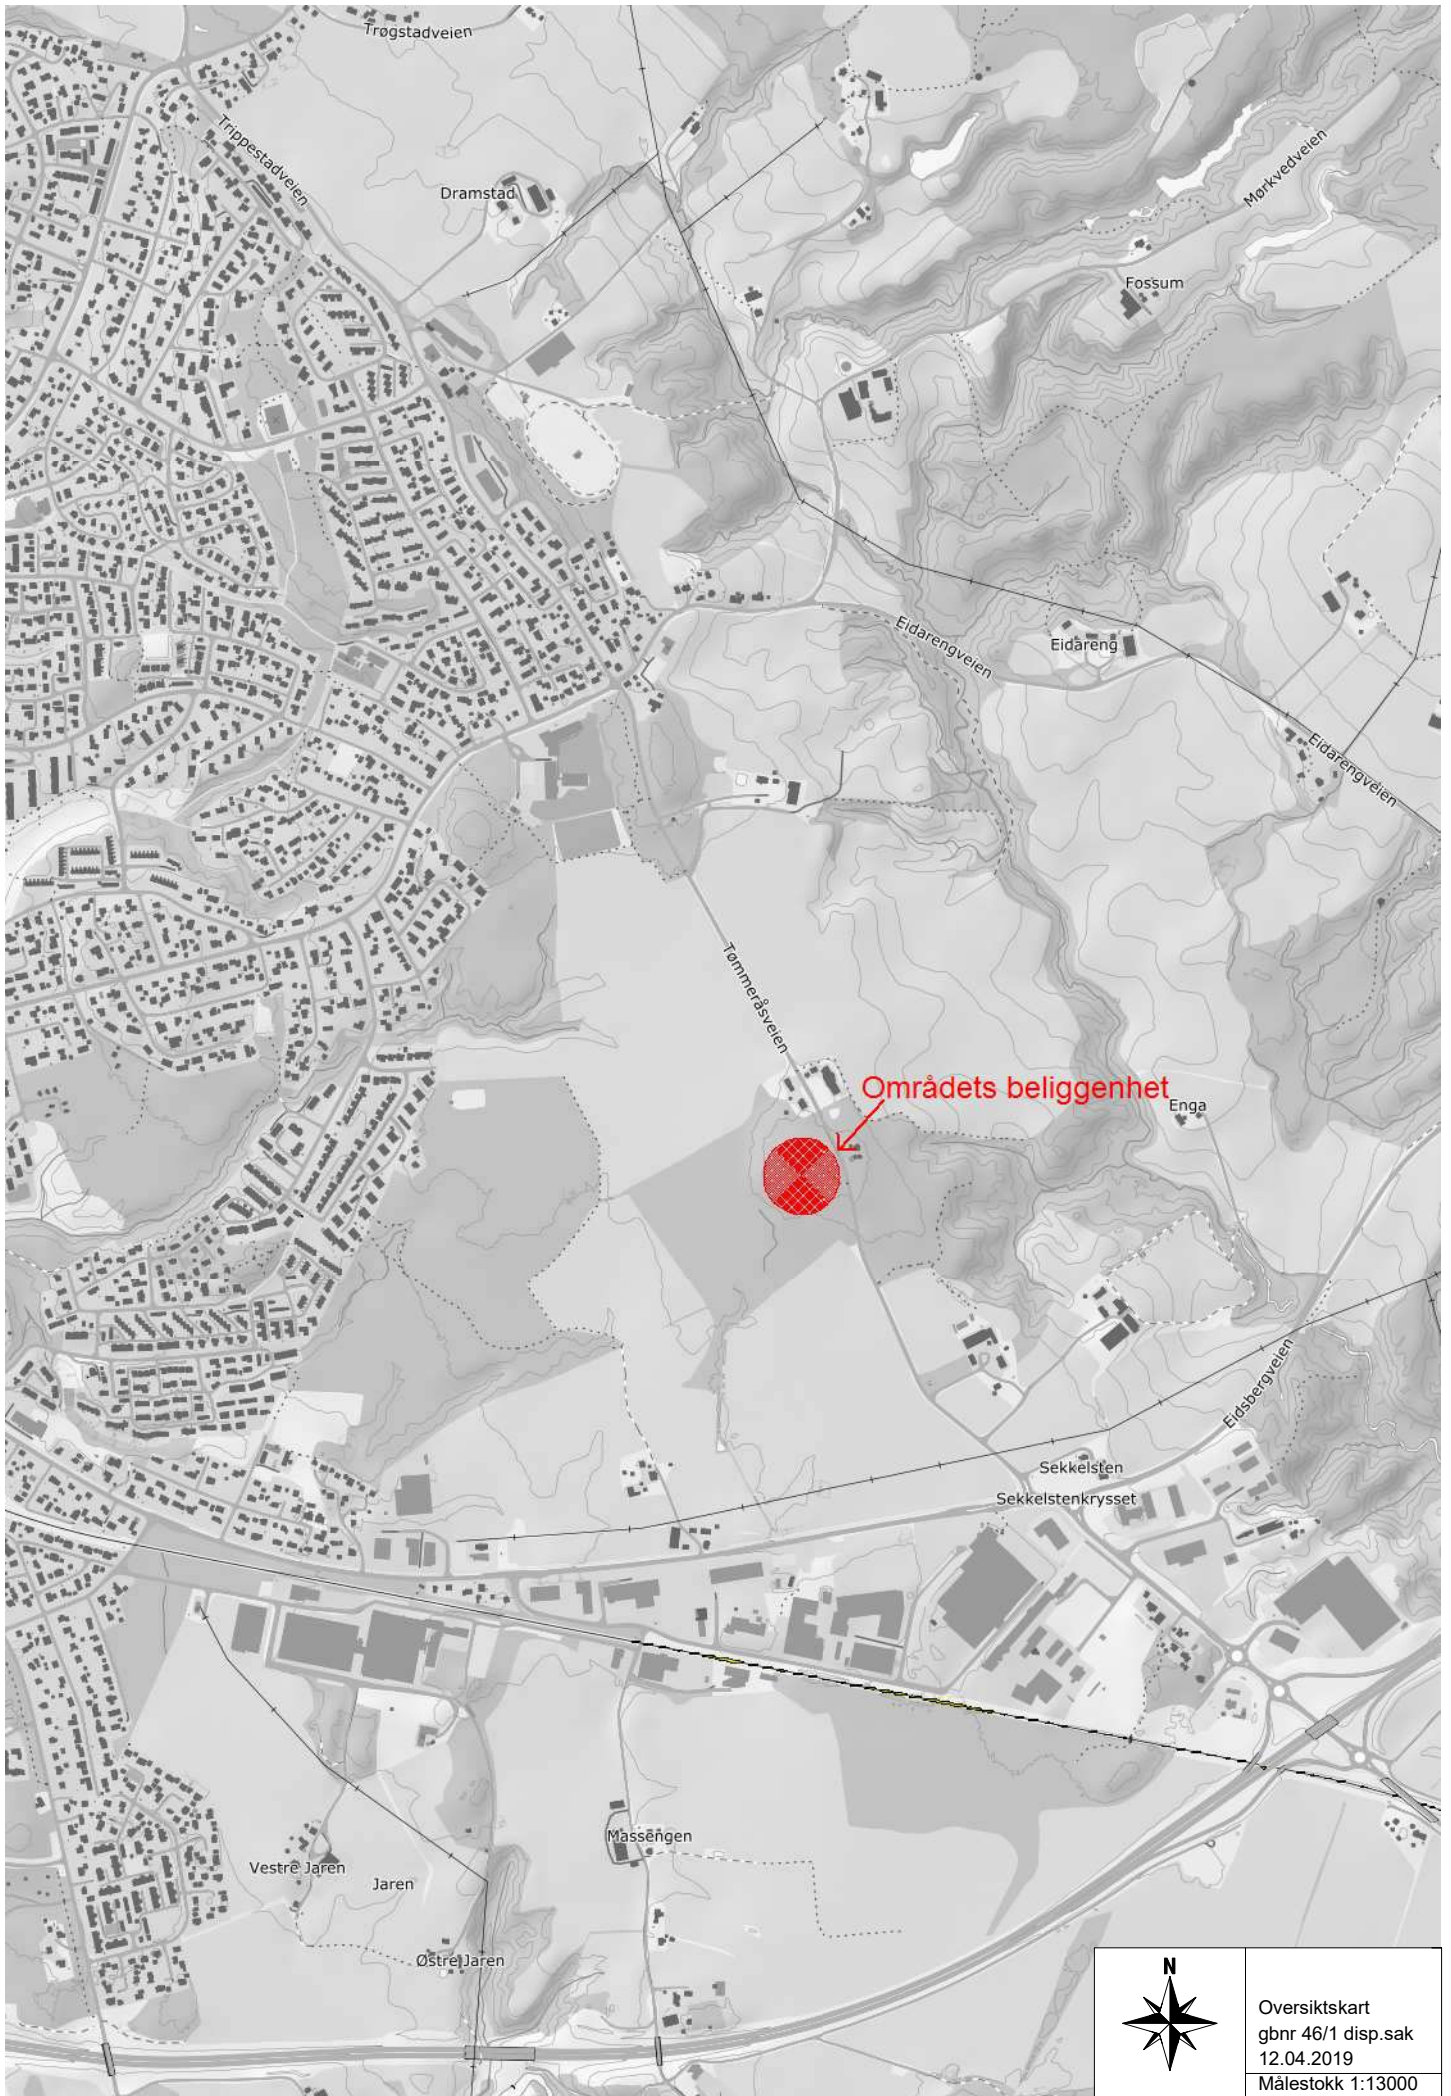 Trøgstadveien
Trippestadveien
Dramstad
Mørkvedveien
Fossum
Eidarengveien
Eidareng
Eidarengveien
Tømmeråsveien
Områdets beliggenhet
Enga
Eidsbergveien
Sekkelsten
Sekkelstenkrysset
Massengen
Vestre Jaren
Jaren
Østre Jaren
N
Oversiktskart
gbnr 46/1 disp.sak
12.04.2019
Målestokk 1:13000